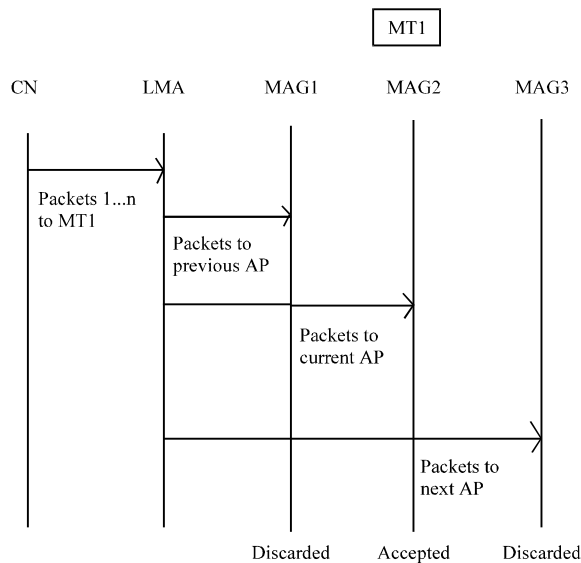 MT1
CN LMA MAG1 MAG2 MAG3
Packets 1...n
to MT1
Packets to
previous AP
Packets to
current AP
Packets to
next AP
Discarded Accepted Discarded